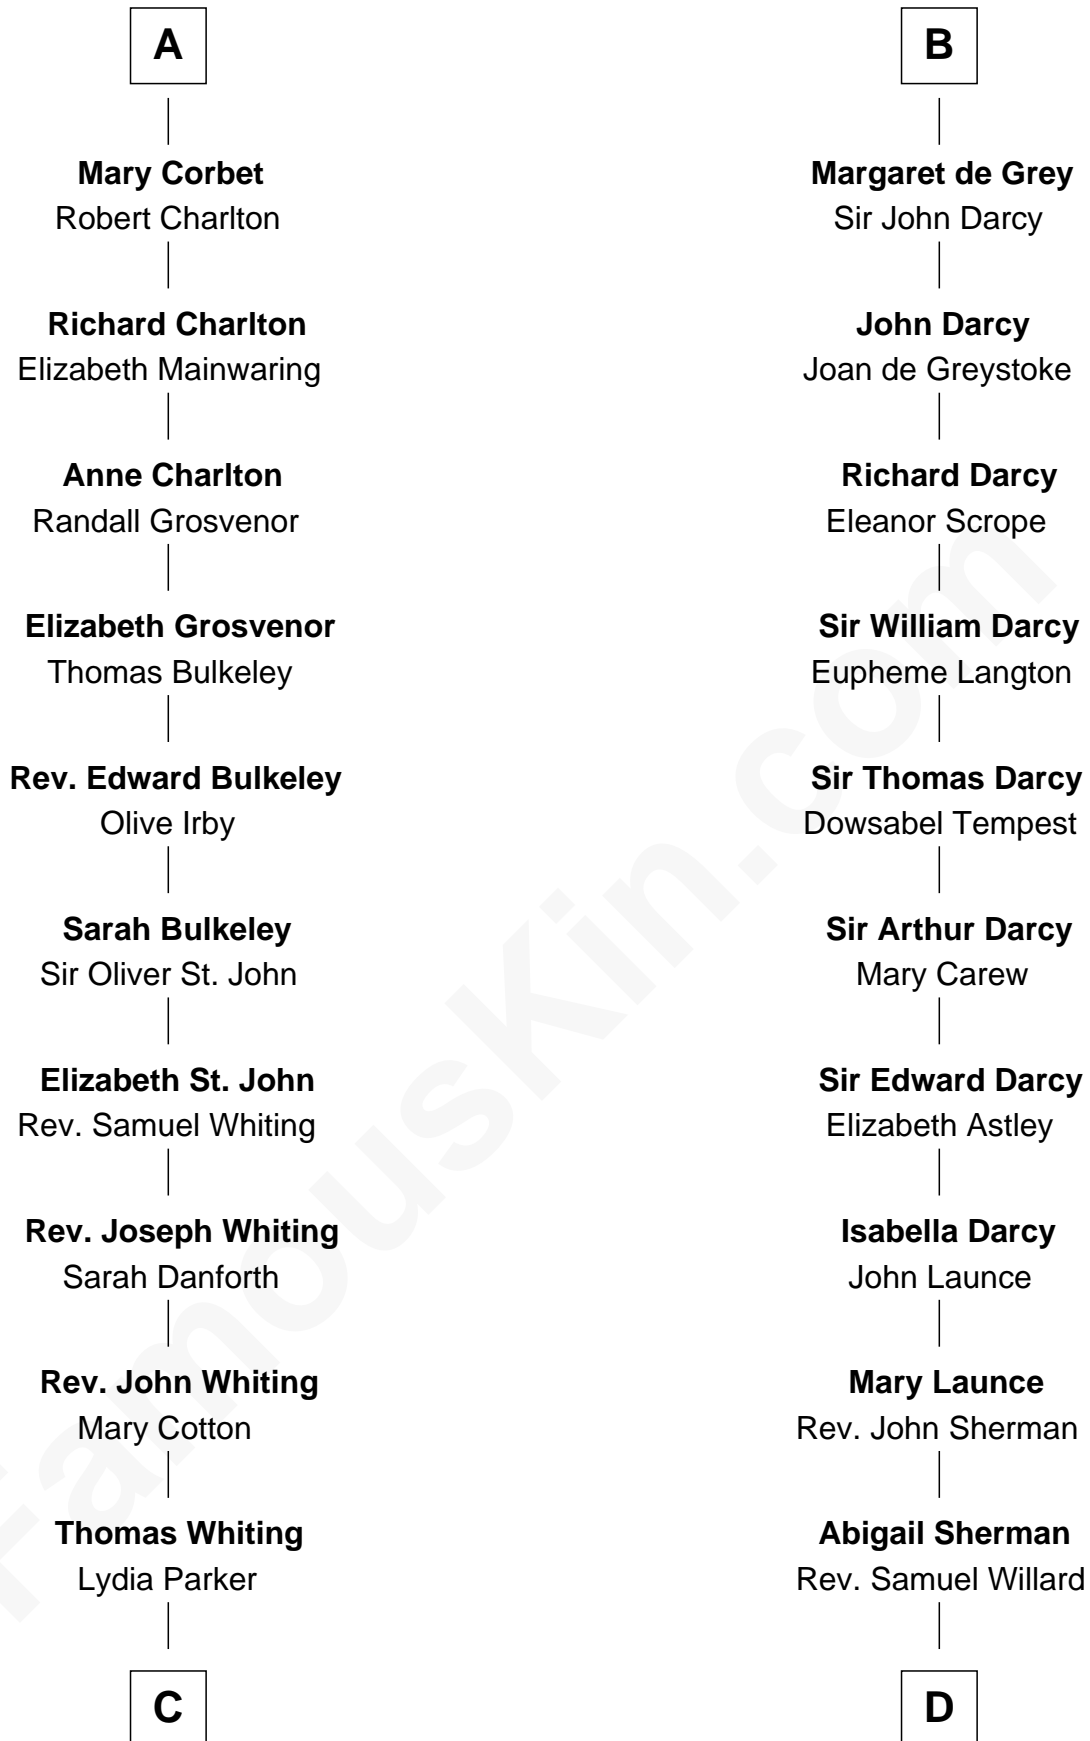 A
Mary Corbet
Robert Charlton
Richard Charlton
Elizabeth Mainwaring
Anne Charlton
Randall Grosvenor
Elizabeth Grosvenor
Thomas Bulkeley
Rev. Edward Bulkeley
Olive Irby
Sarah Bulkeley
Sir Oliver St. John
Elizabeth St. John
Rev. Samuel Whiting
Rev. Joseph Whiting
Sarah Danforth
Rev. John Whiting
Mary Cotton
Thomas Whiting
Lydia Parker
C
B
Margaret de Grey
Sir John Darcy
John Darcy
Joan de Greystoke
Richard Darcy
Eleanor Scrope
Sir William Darcy
Eupheme Langton
Sir Thomas Darcy
Dowsabel Tempest
Sir Arthur Darcy
Mary Carew
Sir Edward Darcy
Elizabeth Astley
Isabella Darcy
John Launce
Mary Launce
Rev. John Sherman
Abigail Sherman
Rev. Samuel Willard
D
FamousKin.com